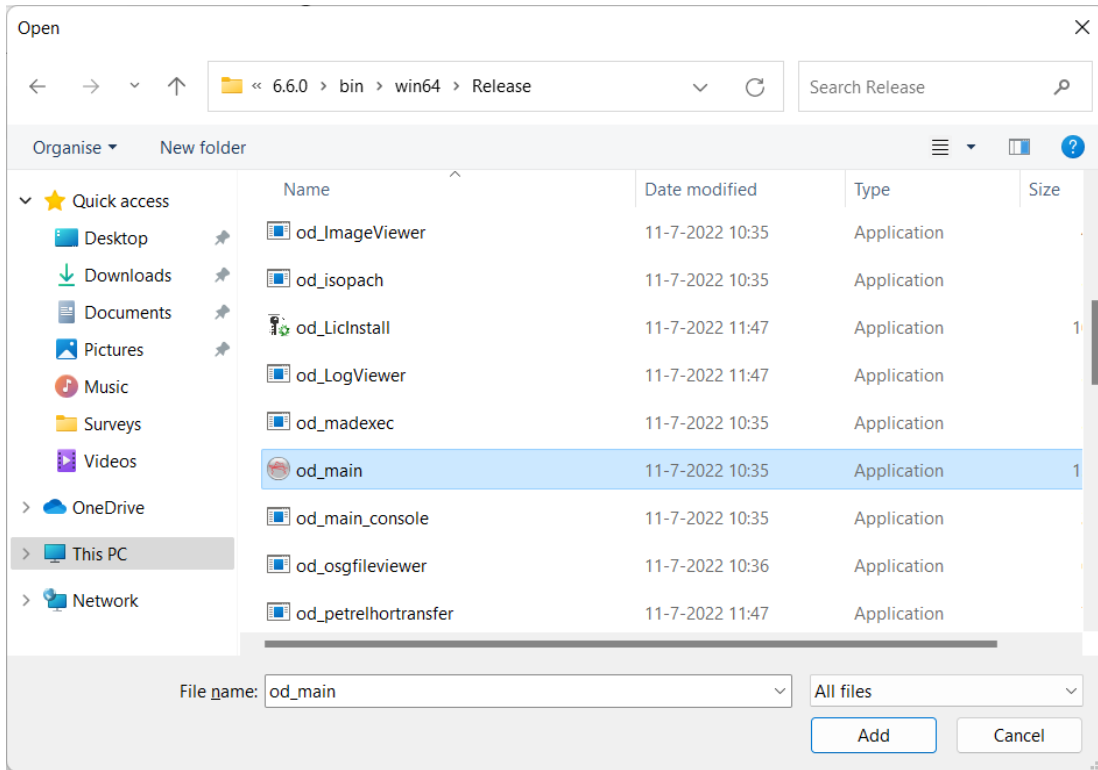 Open
« 6.6.0 > bin > win64 > Release
Search Release
Organise
New folder
Name
Date modified
Type
Size
Quick access
Desktop
Downloads
Documents
Pictures
Music
Surveys
Videos
OneDrive
This PC
Network
od_ImageViewer 11-7-2022 10:35 Application
od_isopach 11-7-2022 10:35 Application
od_LicInstall 11-7-2022 11:47 Application
od_LogViewer 11-7-2022 11:47 Application
od_madexec 11-7-2022 10:35 Application
od_main 11-7-2022 10:35 Application
od_main_console 11-7-2022 10:35 Application
od_osgfileviewer 11-7-2022 10:36 Application
od_petrelhortransfer 11-7-2022 11:47 Application
File name: od_main
All files
Add
Cancel